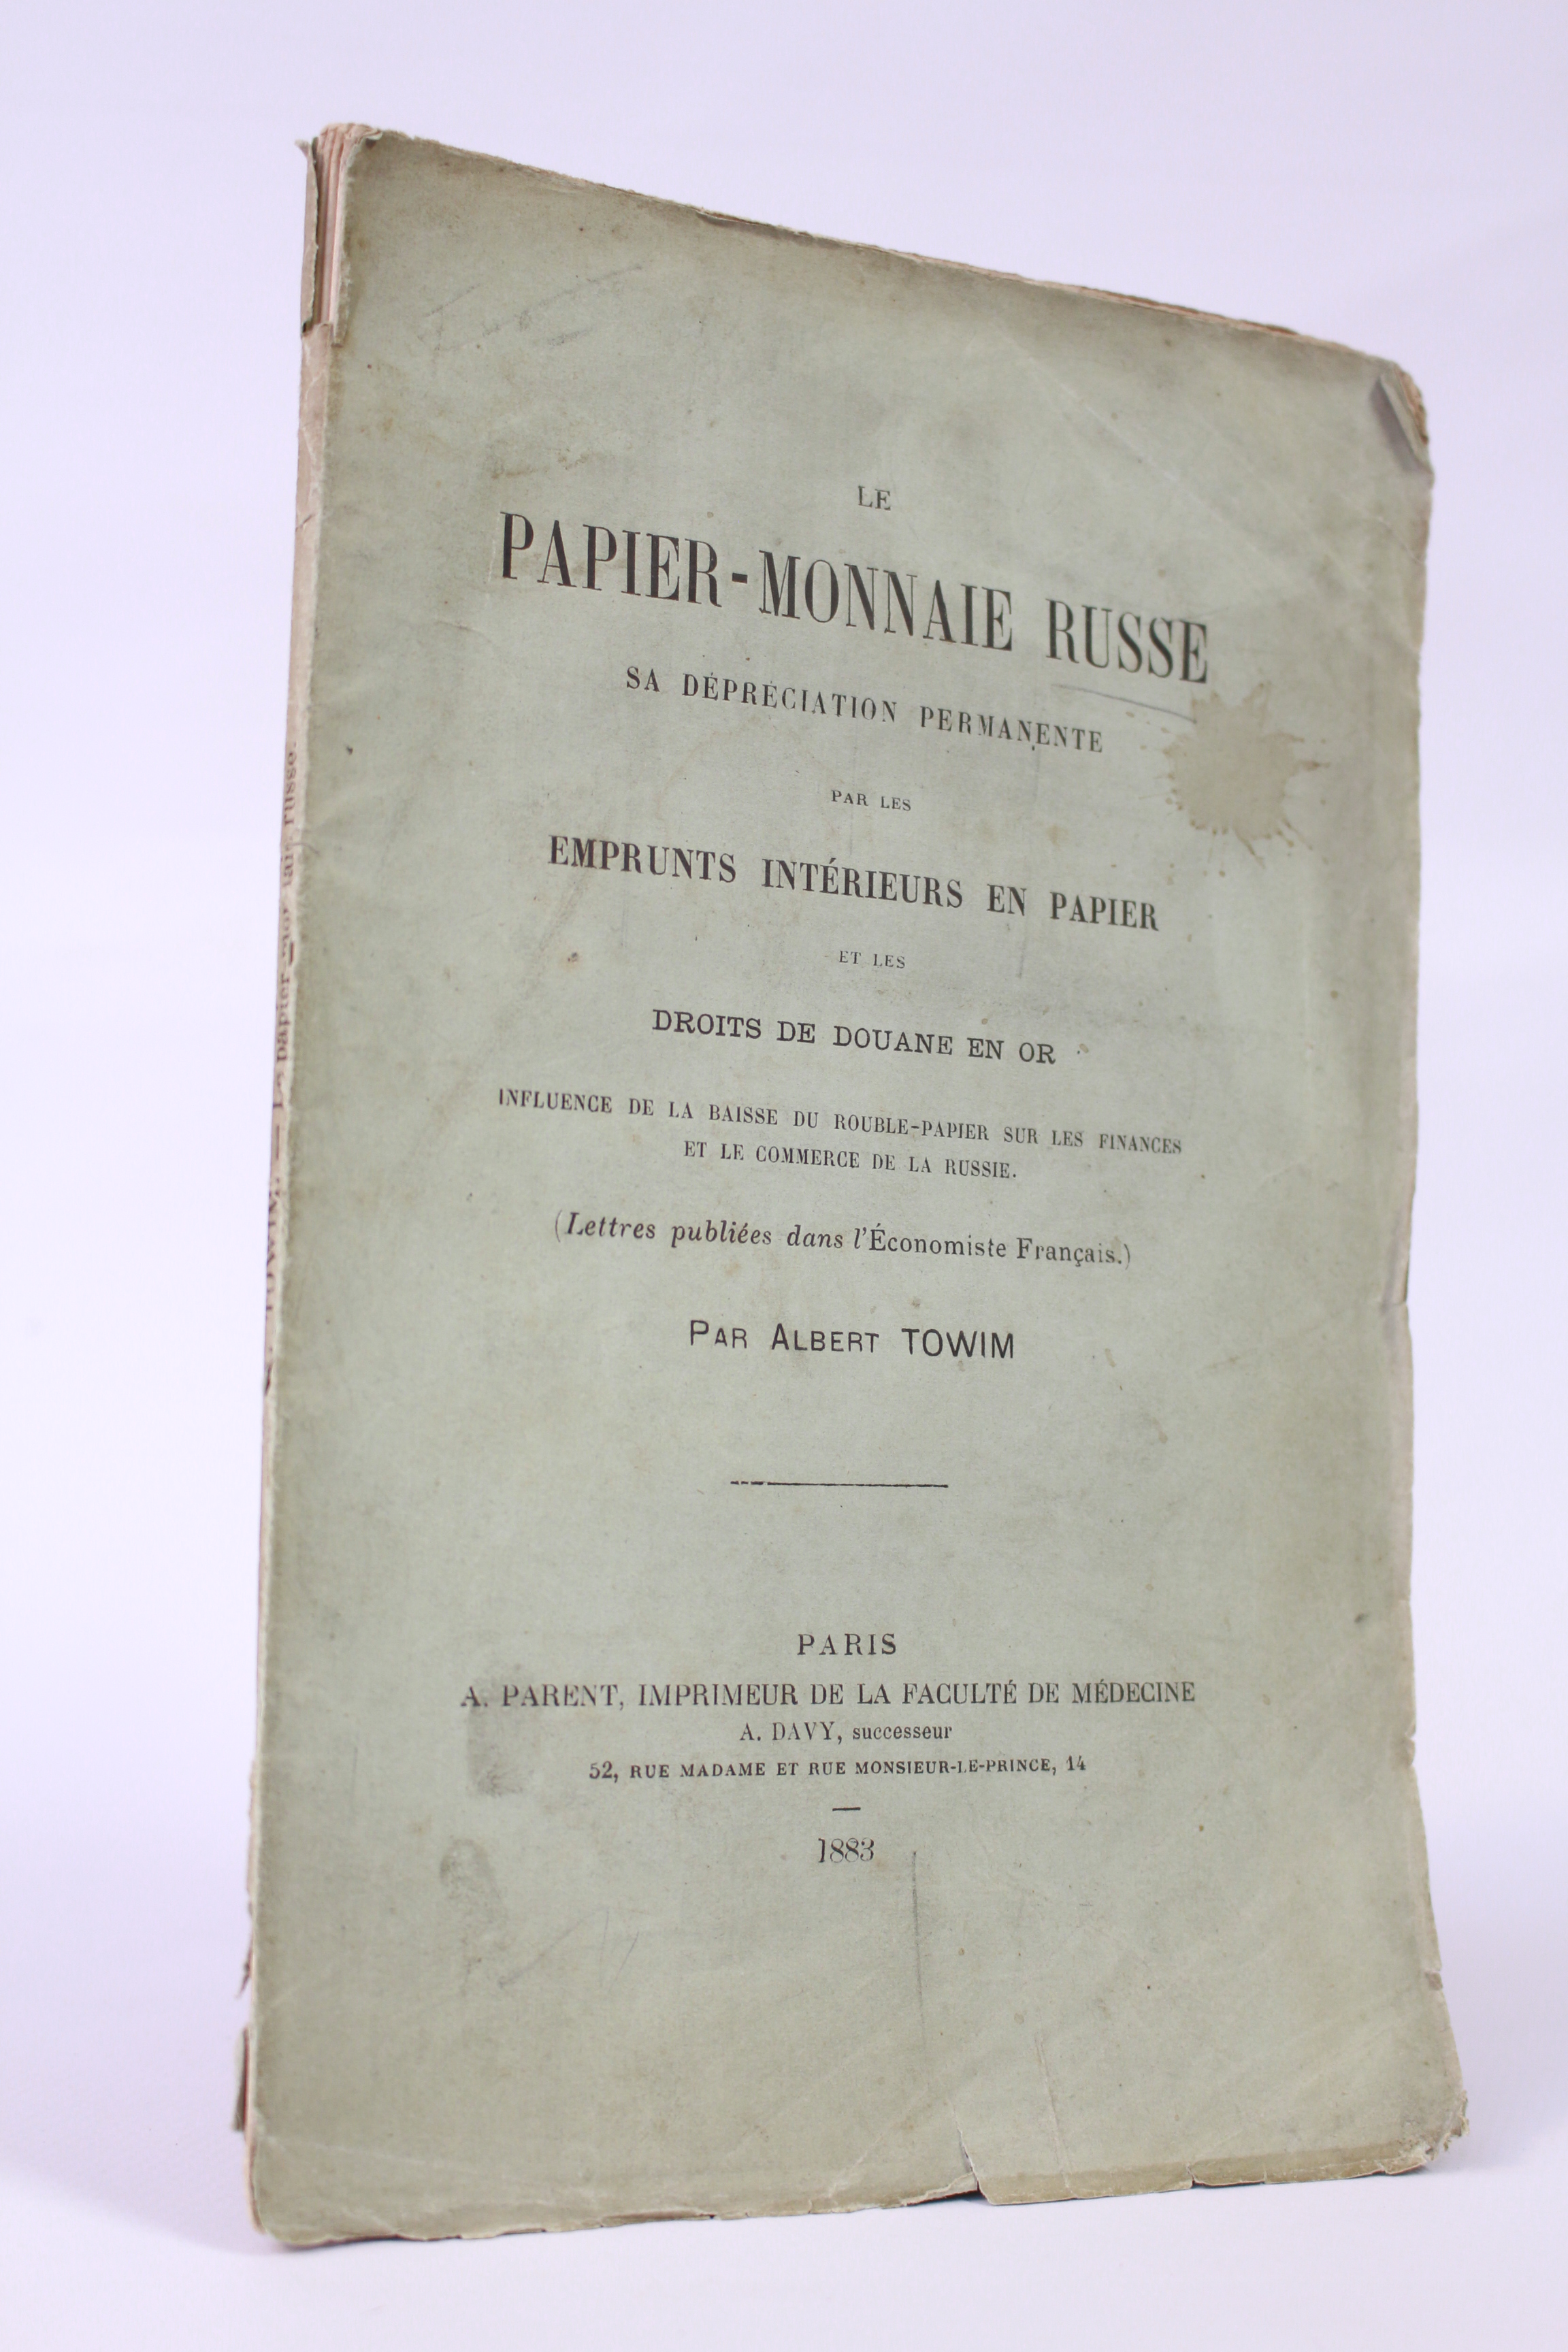 LE
PAPIER-MONNAIE RUSSE
SA DÉPRÉCIATION PERMANENTE
PAR LES
EMPRUNTS INTÉRIEURS EN PAPIER
ET LES
DROITS DE DOUANE EN OR
INFLUENCE DE LA BAISSE DU ROUBLE-PAPIER SUR LES FINANCES
ET LE COMMERCE DE LA RUSSIE.
(Lettres publiées dans l'Économiste Français.)
PAR ALBERT TOWIM
PARIS
A. PARENT, IMPRIMEUR DE LA FACULTÉ DE MÉDECINE
A. DAVY, successeur
52, RUE MADAME ET RUE MONSIEUR-LE-PRINCE, 14
1883